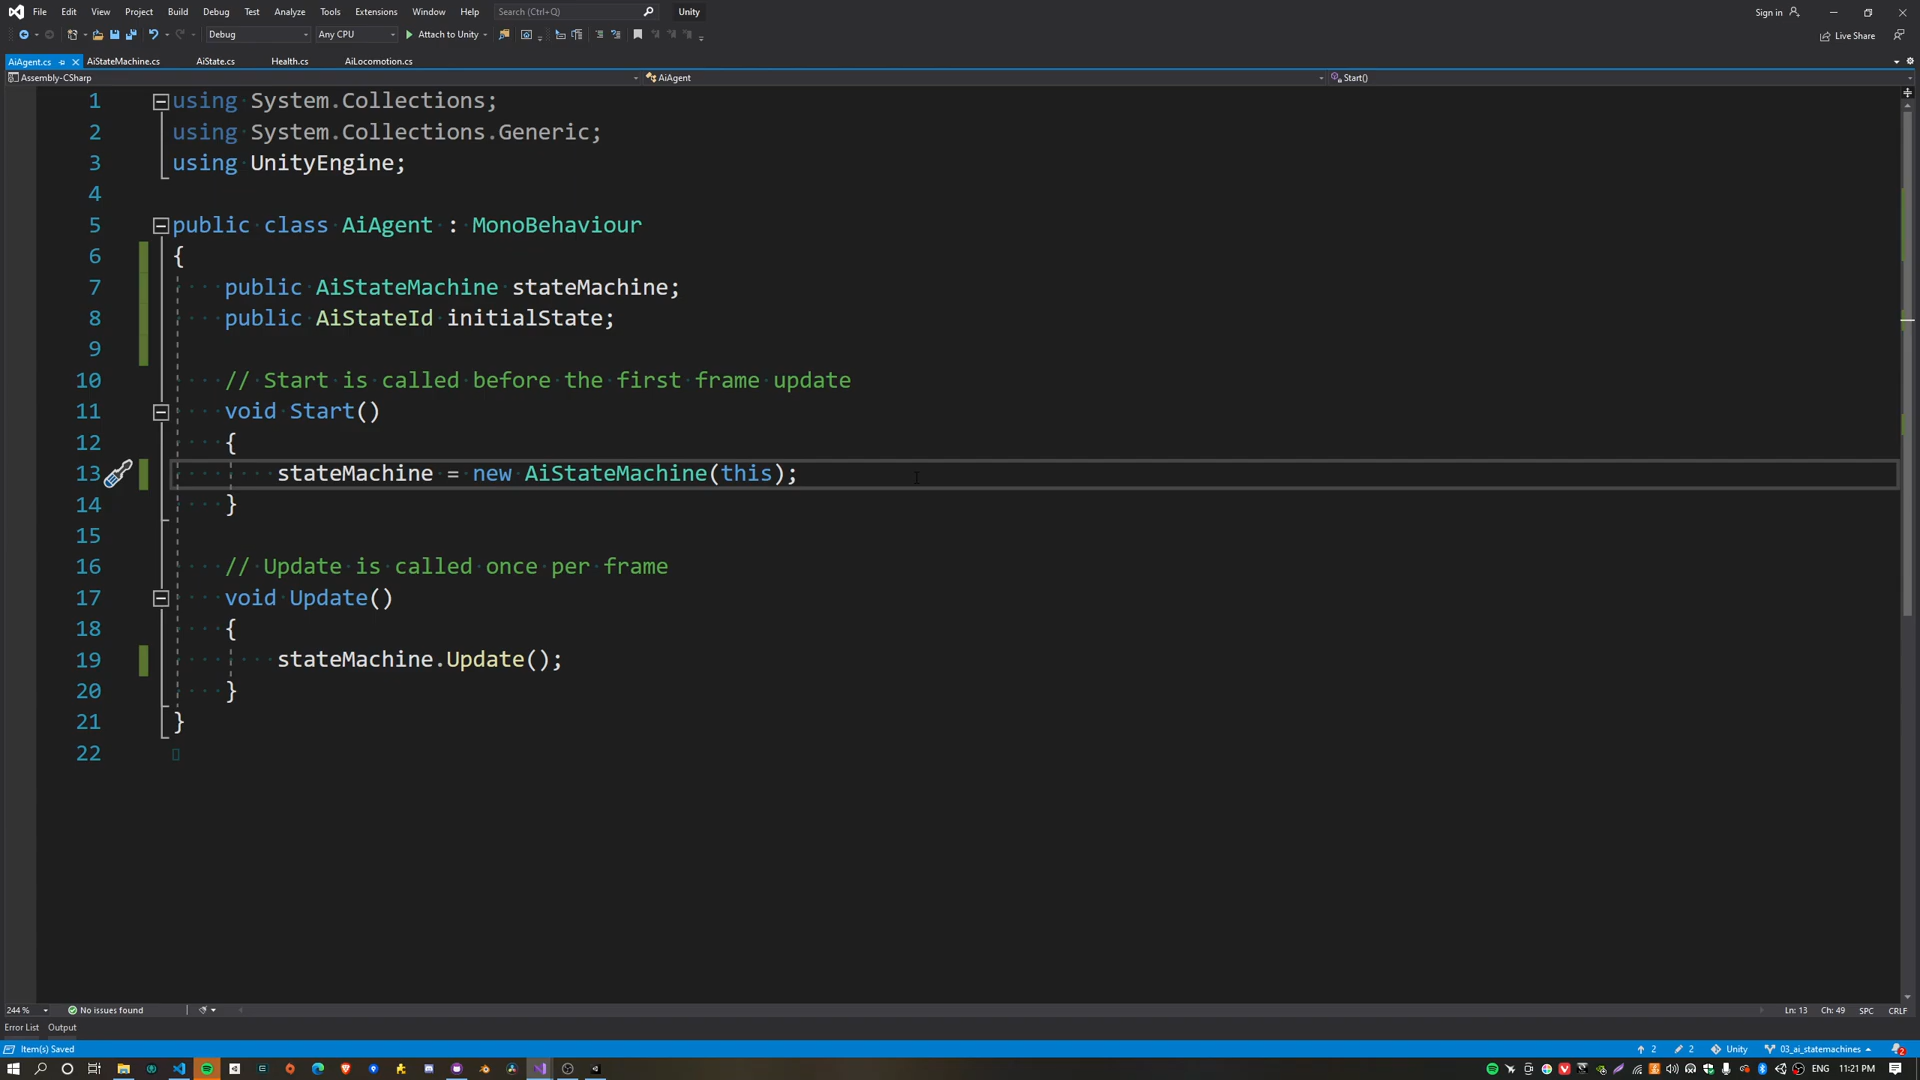 File Edit View Project Build Debug Test Analyze Tools Extensions Window Help Search (Ctrl+Q) Unity Sign in
Debug Any CPU Attach to Unity Live Share
AiAgent.cs AiStateMachine.cs AiState.cs Health.cs AiLocomotion.cs
Assembly-CSharp AiAgent Start()
1 using System.Collections;
2 using System.Collections.Generic;
3 using UnityEngine;
4
5 public class AiAgent : MonoBehaviour
6 {
7 public AiStateMachine stateMachine;
8 public AiStateId initialState;
9
10 // Start is called before the first frame update
11 void Start()
12 {
13 stateMachine = new AiStateMachine(this);
14 }
15
16 // Update is called once per frame
17 void Update()
18 {
19 stateMachine.Update();
20 }
21 }
22
244 % No issues found Ln: 13 Ch: 49 SPC CRLF
Error List Output
Item(s) Saved 2 2 Unity 03_ai_statemachines 2
ENG 11:21 PM